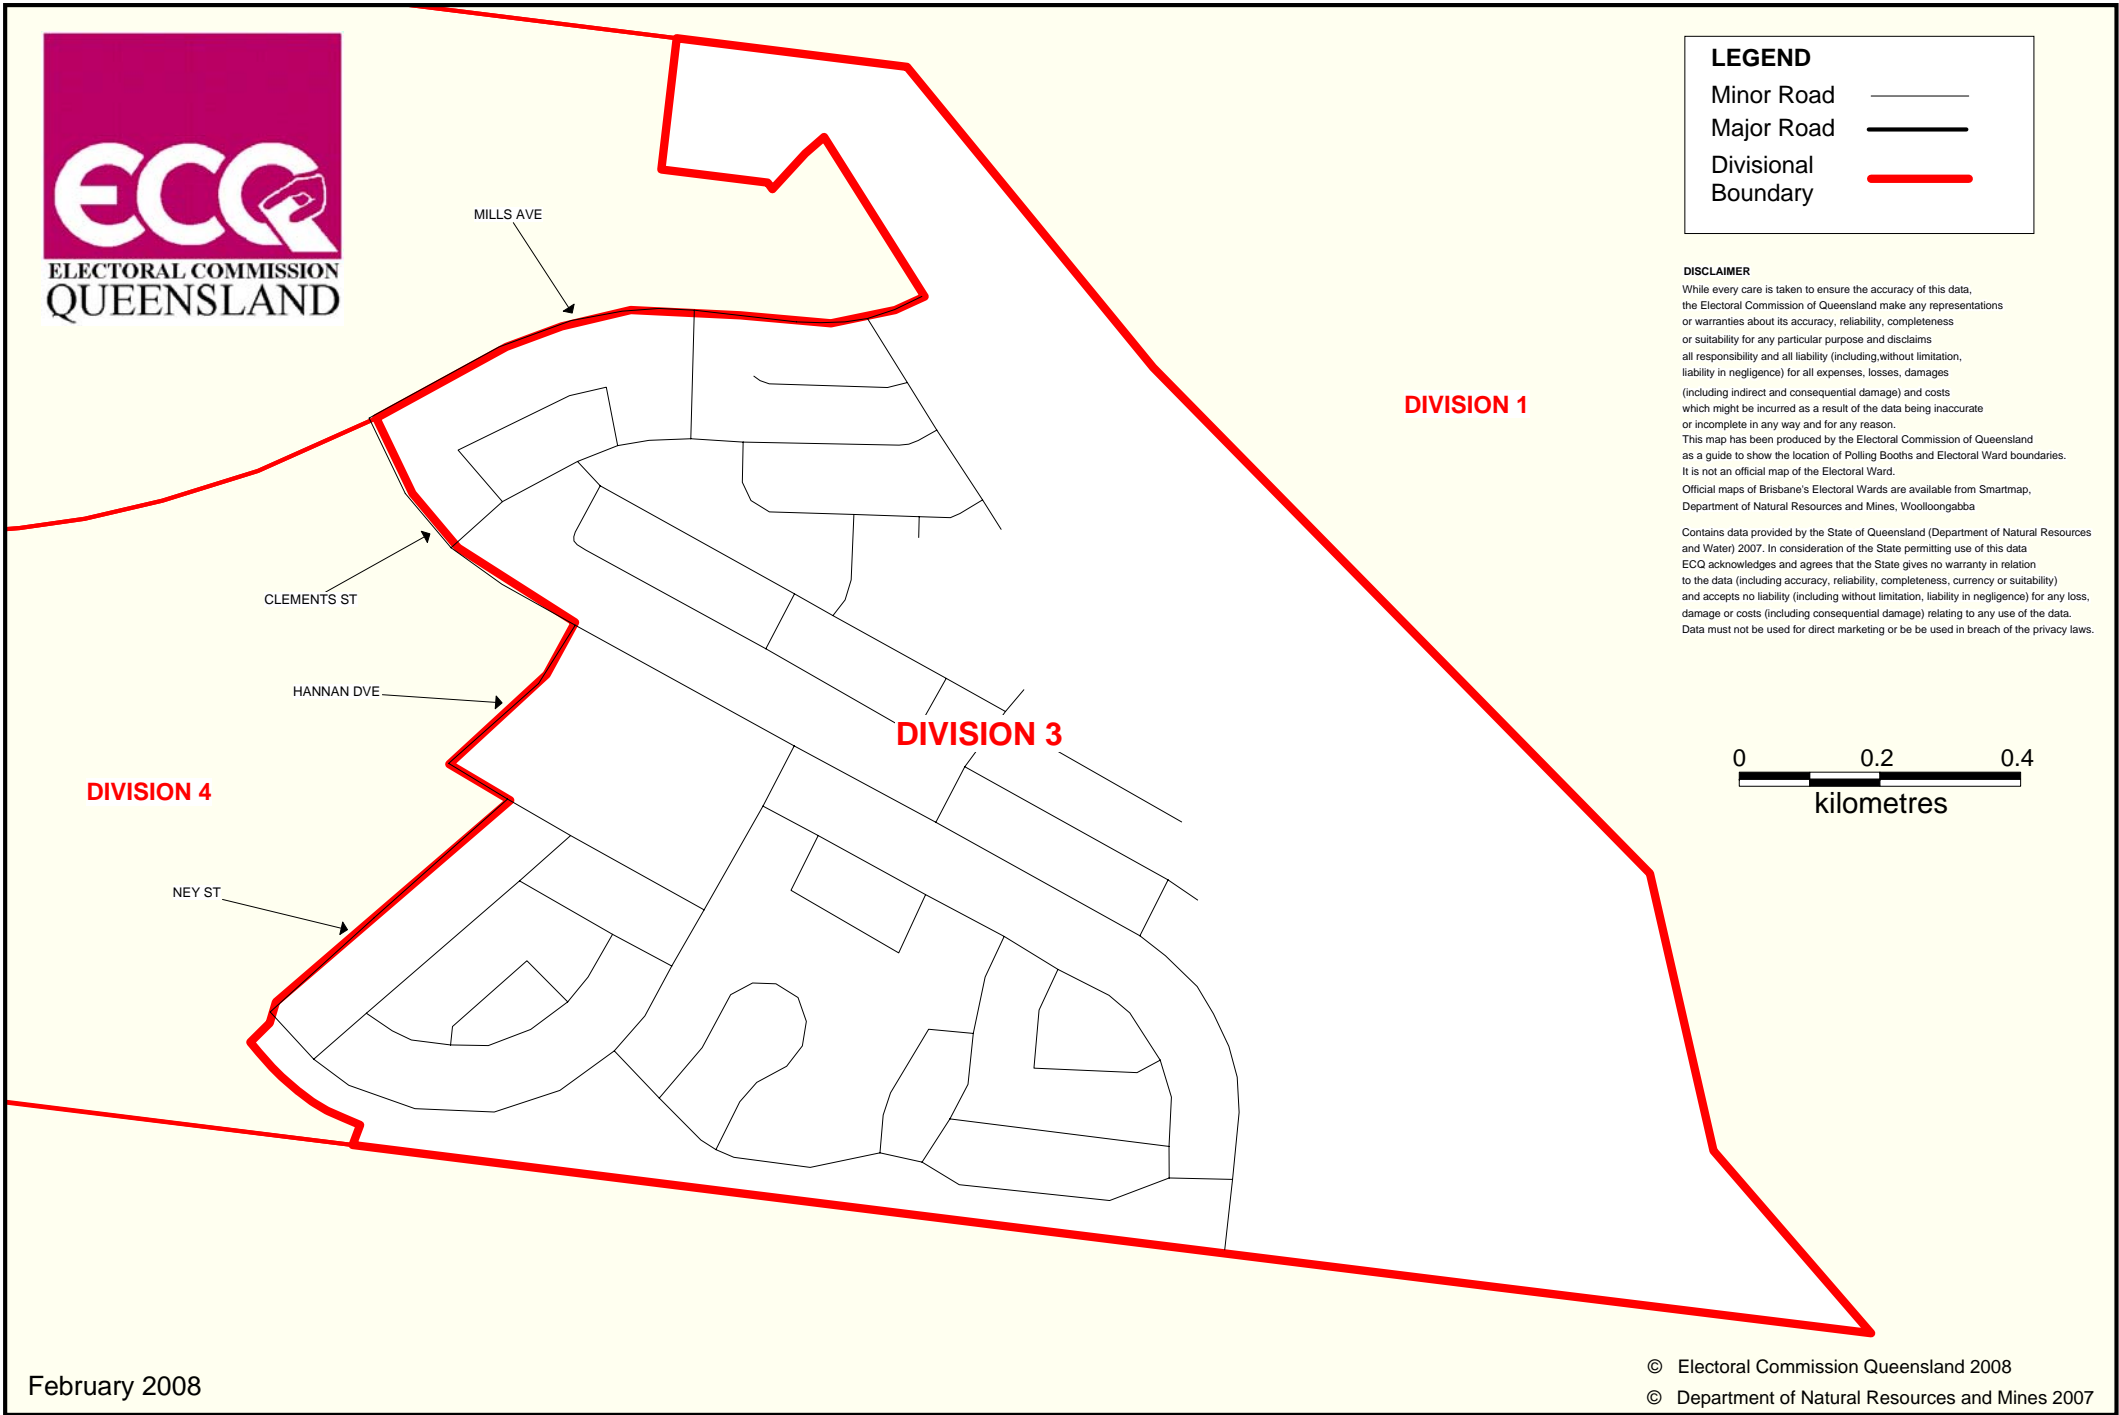 ECQ
ELECTORAL COMMISSION
QUEENSLAND
LEGEND
Minor Road
Major Road
Divisional
Boundary
DISCLAIMER
While every care is taken to ensure the accuracy of this data,
the Electoral Commission of Queensland make any representations
or warranties about its accuracy, reliability, completeness
or suitability for any particular purpose and disclaims
all responsibility and all liability (including,without limitation,
liability in negligence) for all expenses, losses, damages
(including indirect and consequential damage) and costs
which might be incurred as a result of the data being inaccurate
or incomplete in any way and for any reason.
This map has been produced by the Electoral Commission of Queensland
as a guide to show the location of Polling Booths and Electoral Ward boundaries.
It is not an official map of the Electoral Ward.
Official maps of Brisbane's Electoral Wards are available from Smartmap,
Department of Natural Resources and Mines, Woolloongabba
Contains data provided by the State of Queensland (Department of Natural Resources
and Water) 2007. In consideration of the State permitting use of this data
ECQ acknowledges and agrees that the State gives no warranty in relation
to the data (including accuracy, reliability, completeness, currency or suitability)
and accepts no liability (including without limitation, liability in negligence) for any loss,
damage or costs (including consequential damage) relating to any use of the data.
Data must not be used for direct marketing or be be used in breach of the privacy laws.
MILLS AVE
DIVISION 1
CLEMENTS ST
HANNAN DVE
DIVISION 3
DIVISION 4
0 0.2 0.4
kilometres
NEY ST
February 2008
© Electoral Commission Queensland 2008
© Department of Natural Resources and Mines 2007